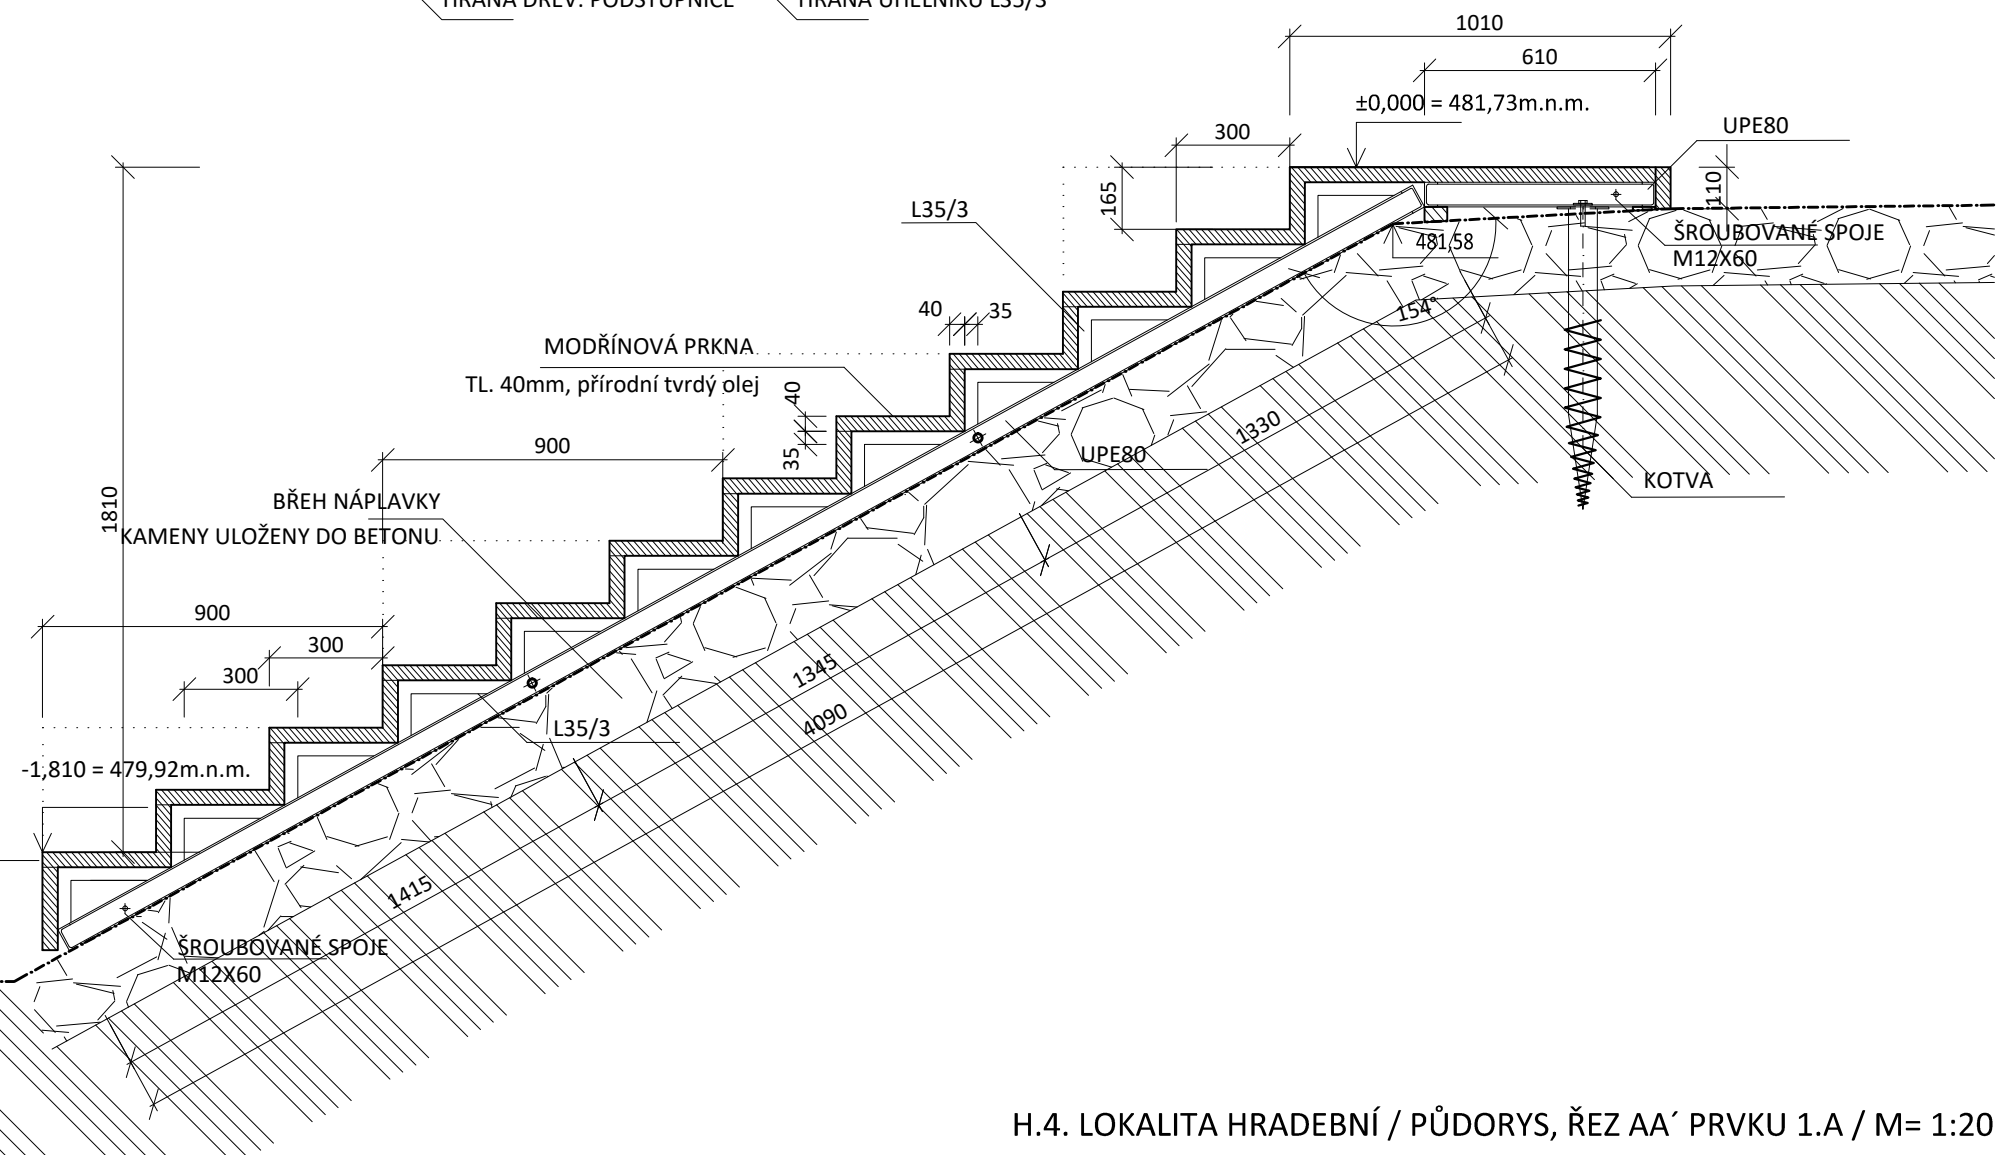 HRANA DŘEV. PODSTUPNICE
HRANA ÚHELNÍKU L35/3
1010
610
±0,000 = 481,73m.n.m.
UPE80
300
165
110
L35/3
481,58
ŠROUBOVANÉ SPOJE
M12X60
40
35
154°
MODŘÍNOVÁ PRKNA
TL. 40mm, přírodní tvrdý olej
40
35
1330
900
UPE80
KOTVA
1810
BŘEH NÁPLAVKY
KAMENY ULOŽENY DO BETONU
900
300
300
1345
4090
L35/3
-1,810 = 479,92m.n.m.
1415
ŠROUBOVANÉ SPOJE
M12X60
H.4. LOKALITA HRADEBNÍ / PŮDORYS, ŘEZ AA´ PRVKU 1.A / M= 1:20